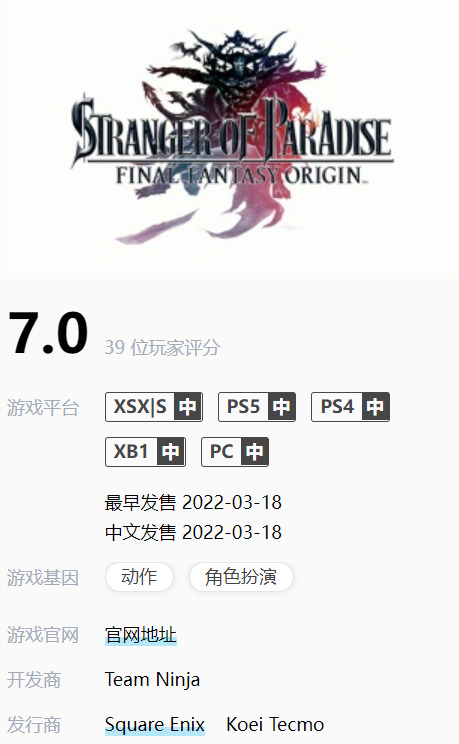 STRANGER OF PARADISE
FINAL FANTASY ORIGIN
7.0 39 位玩家评分
游戏平台 XSX|S 中 PS5 中 PS4 中
XB1 中 PC 中
最早发售 2022-03-18
中文发售 2022-03-18
游戏基因 动作 角色扮演
游戏官网 官网地址
开发商 Team Ninja
发行商 Square Enix Koei Tecmo